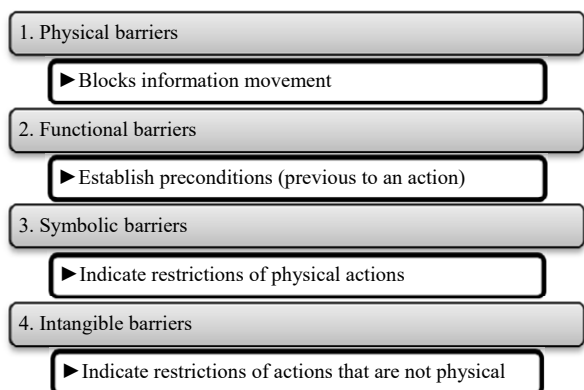 1. Physical barriers
►Blocks information movement
2. Functional barriers
►Establish preconditions (previous to an action)
3. Symbolic barriers
►Indicate restrictions of physical actions
4. Intangible barriers
►Indicate restrictions of actions that are not physical